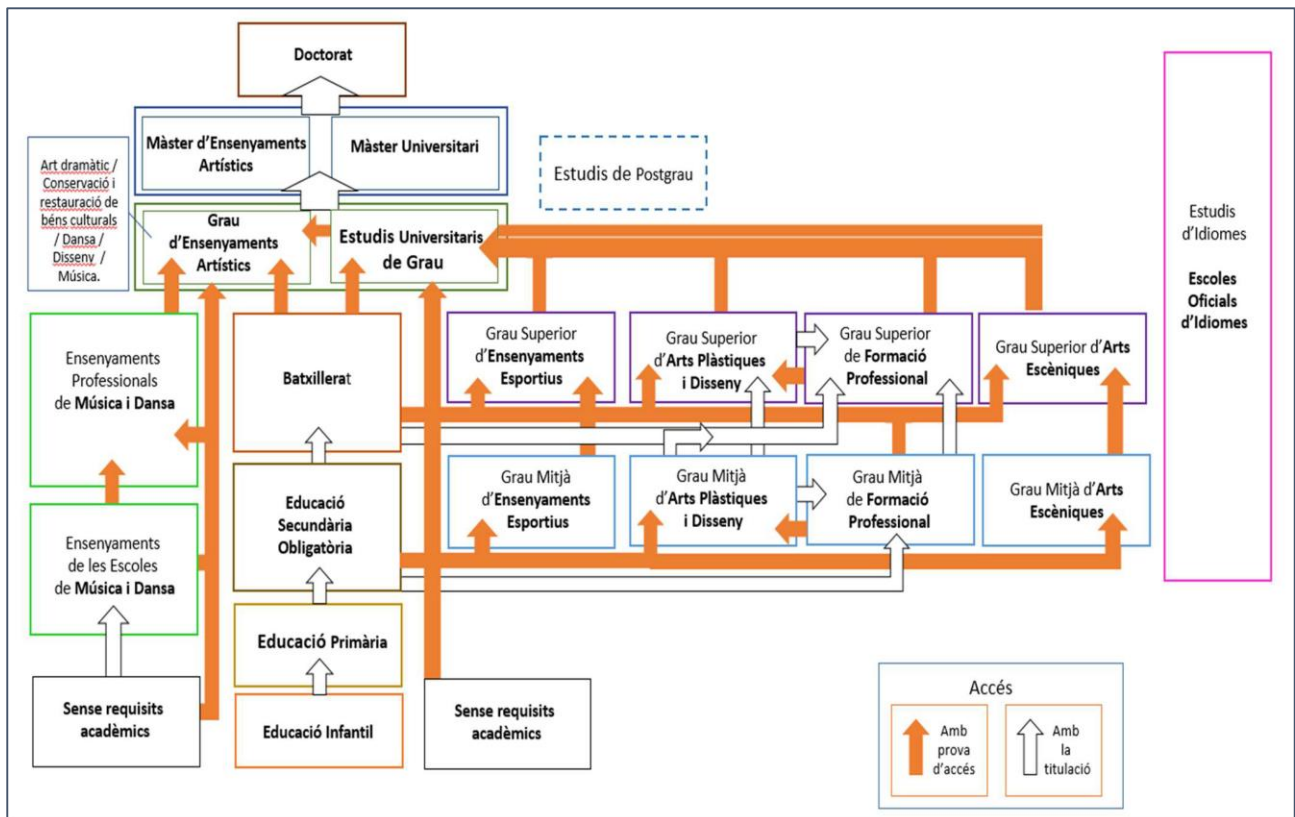 Doctorat
Màster d'Ensenyaments
Artístics
Màster Universitari
Estudis de Postgrau
Art dramàtic /
Conservació i
restauració de
béns culturals
/ Dansa /
Disseny /
Música.
Grau
d'Ensenyaments
Artístics
Estudis Universitaris
de Grau
Estudis
d'Idiomes
Escoles
Oficials
d'Idiomes
Ensenyaments
Professionals
de Música i Dansa
Batxillerat
Grau Superior
d'Ensenyaments
Esportius
Grau Superior
d'Arts Plàstiques
i Disseny
Grau Superior
de Formació
Professional
Grau Superior d'Arts
Escèniques
Ensenyaments
de les Escoles
de Música i Dansa
Educació
Secundària
Obligatòria
Grau Mitjà
d'Ensenyaments
Esportius
Grau Mitjà
d'Arts Plàstiques
i Disseny
Grau Mitjà
de Formació
Professional
Grau Mitjà d'Arts
Escèniques
Educació Primària
Sense requisits
acadèmics
Educació Infantil
Sense requisits
acadèmics
Accés
Amb
prova
d'accés
Amb
la
titulació